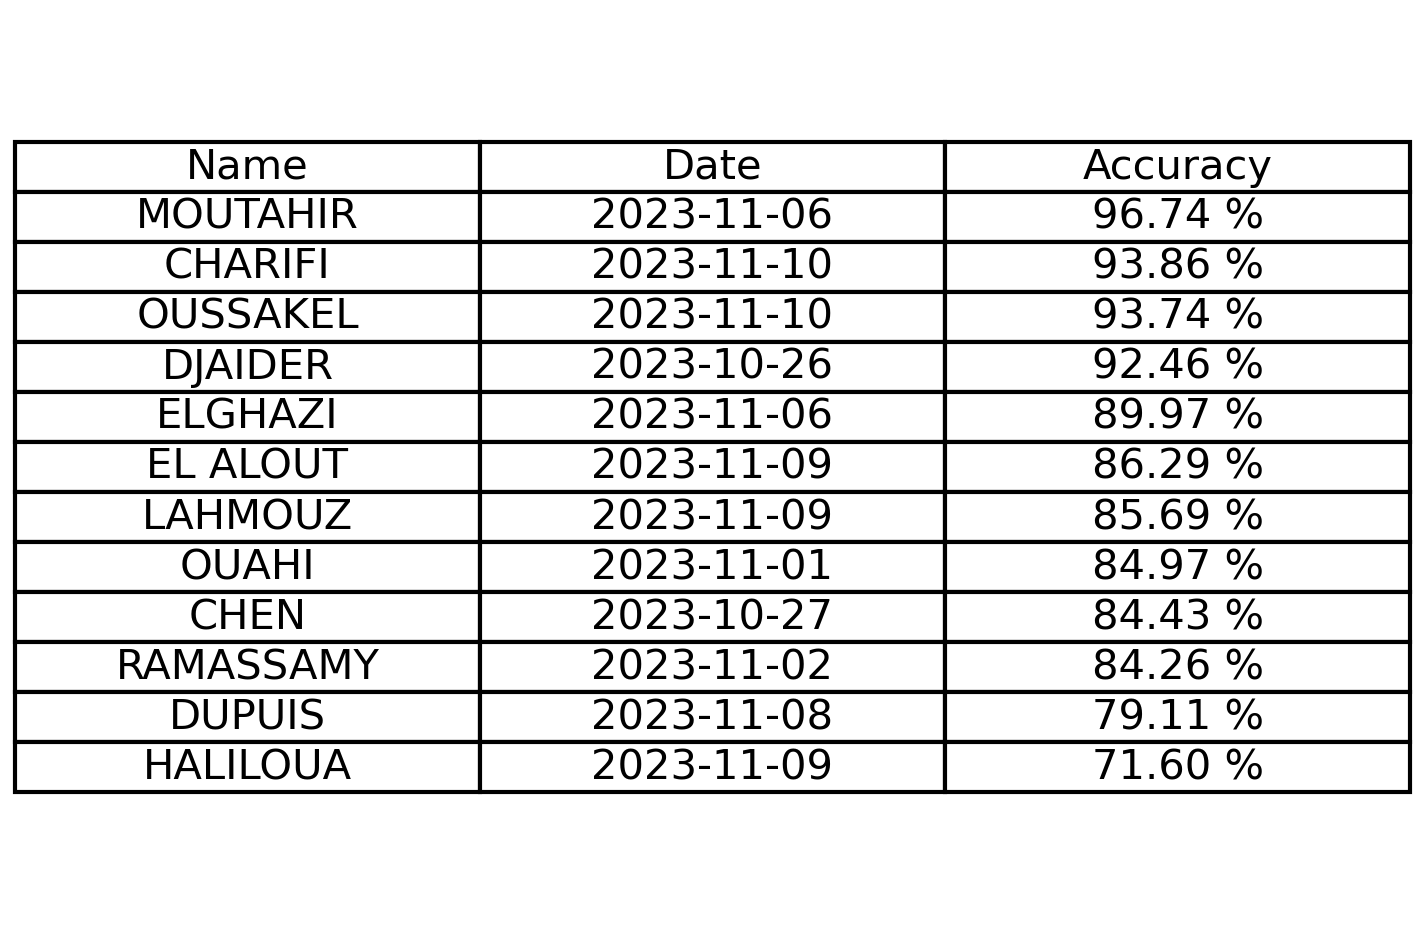 Name Date Accuracy
MOUTAHIR 2023-11-06 96.74 %
CHARIFI 2023-11-10 93.86 %
OUSSAKEL 2023-11-10 93.74 %
DJAIDER 2023-10-26 92.46 %
ELGHAZI 2023-11-06 89.97 %
EL ALOUT 2023-11-09 86.29 %
LAHMOUZ 2023-11-09 85.69 %
OUAHI 2023-11-01 84.97 %
CHEN 2023-10-27 84.43 %
RAMASSAMY 2023-11-02 84.26 %
DUPUIS 2023-11-08 79.11 %
HALILOUA 2023-11-09 71.60 %